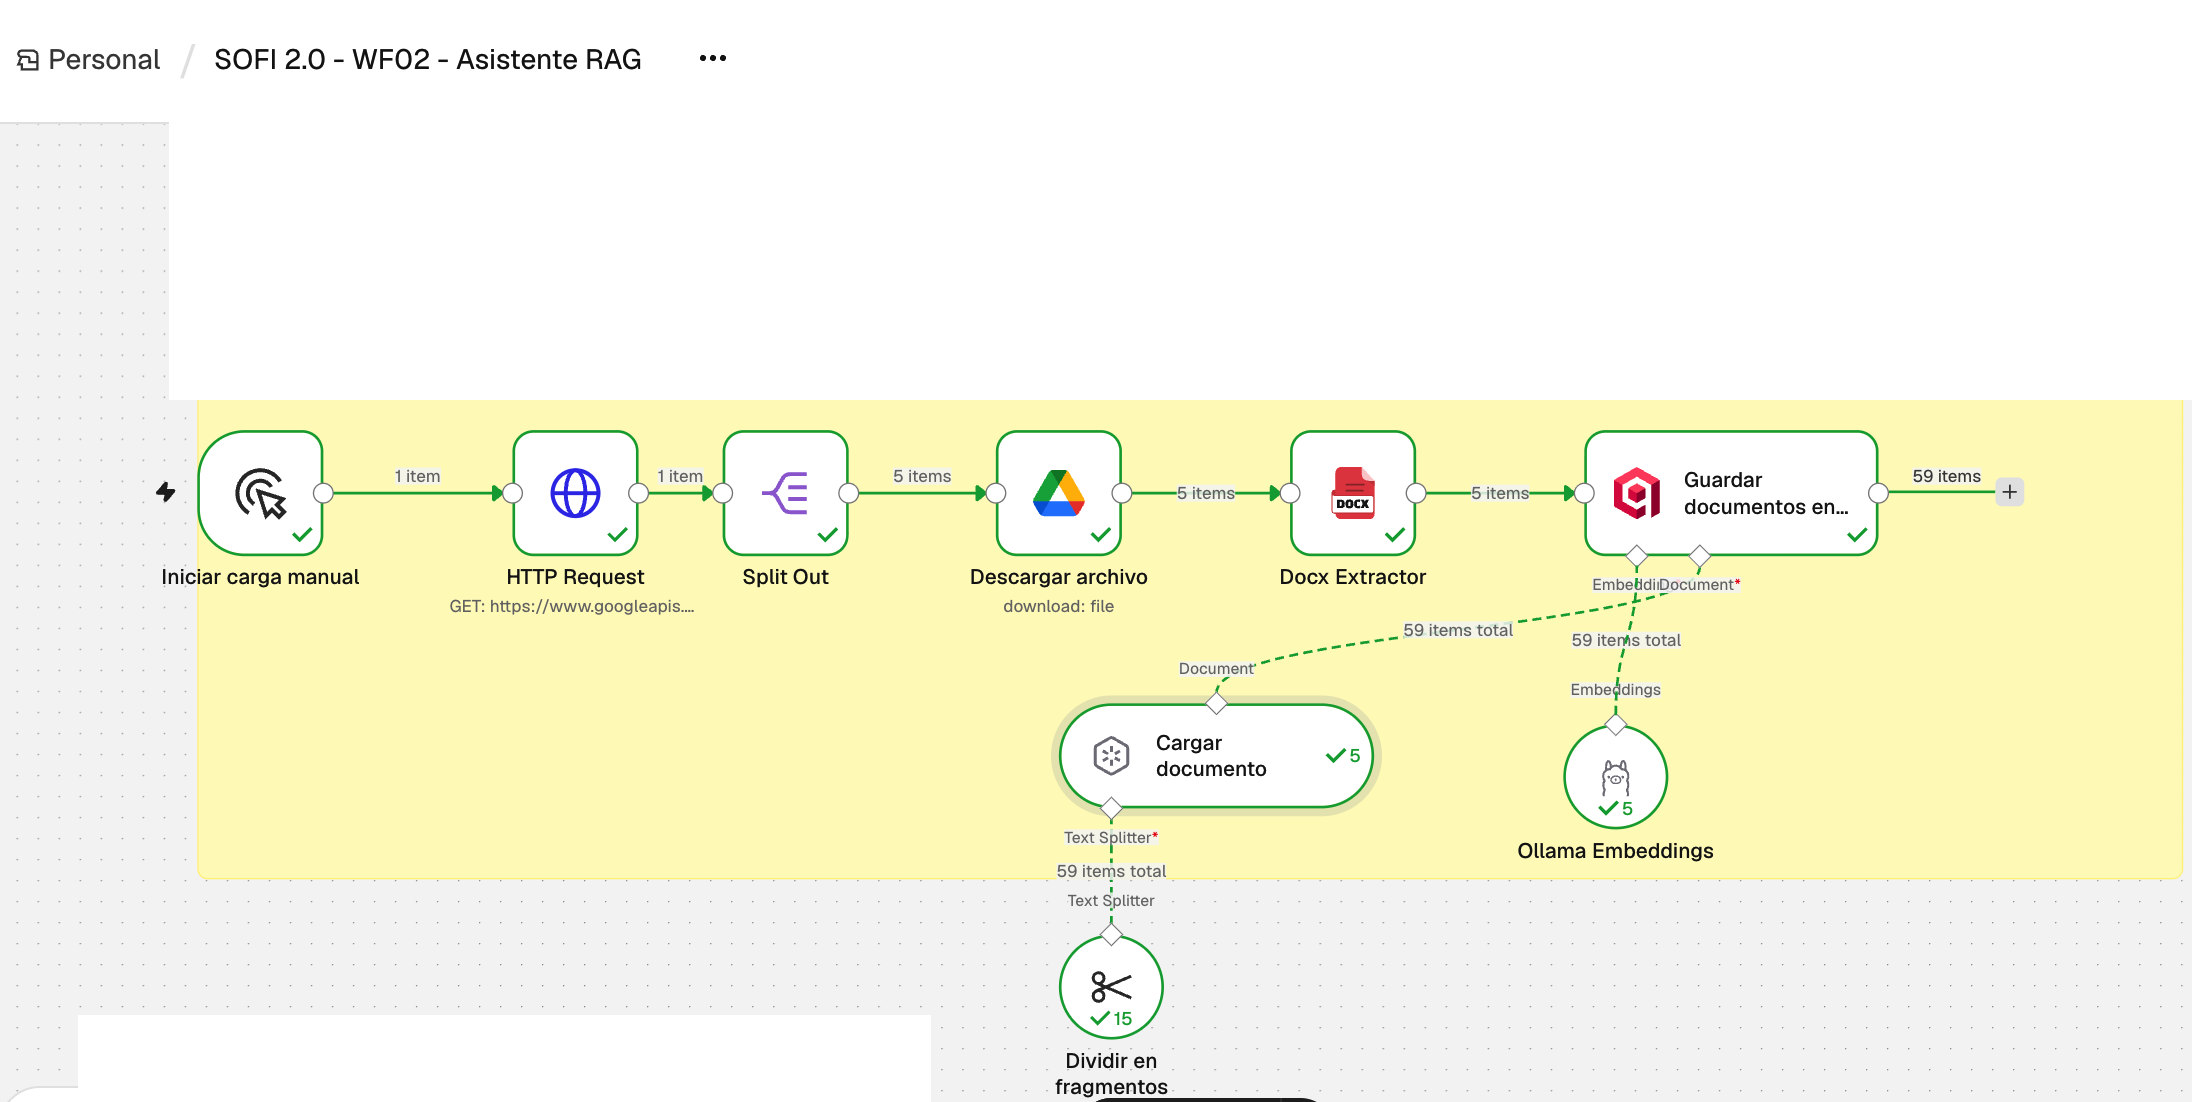 Personal / SOFI 2.0 - WF02 - Asistente RAG ...
1 item
1 item
5 items
5 items
5 items
59 items
DOCX
Guardar
documentos en...
Iniciar carga manual
HTTP Request
GET: https://www.googleapis....
Split Out
Descargar archivo
download: file
Docx Extractor
Document*
59 items total
59 items total
Document
Embeddings
Cargar
documento
5
5
Ollama Embeddings
Text Splitter*
59 items total
Text Splitter
15
Dividir en
fragmentos